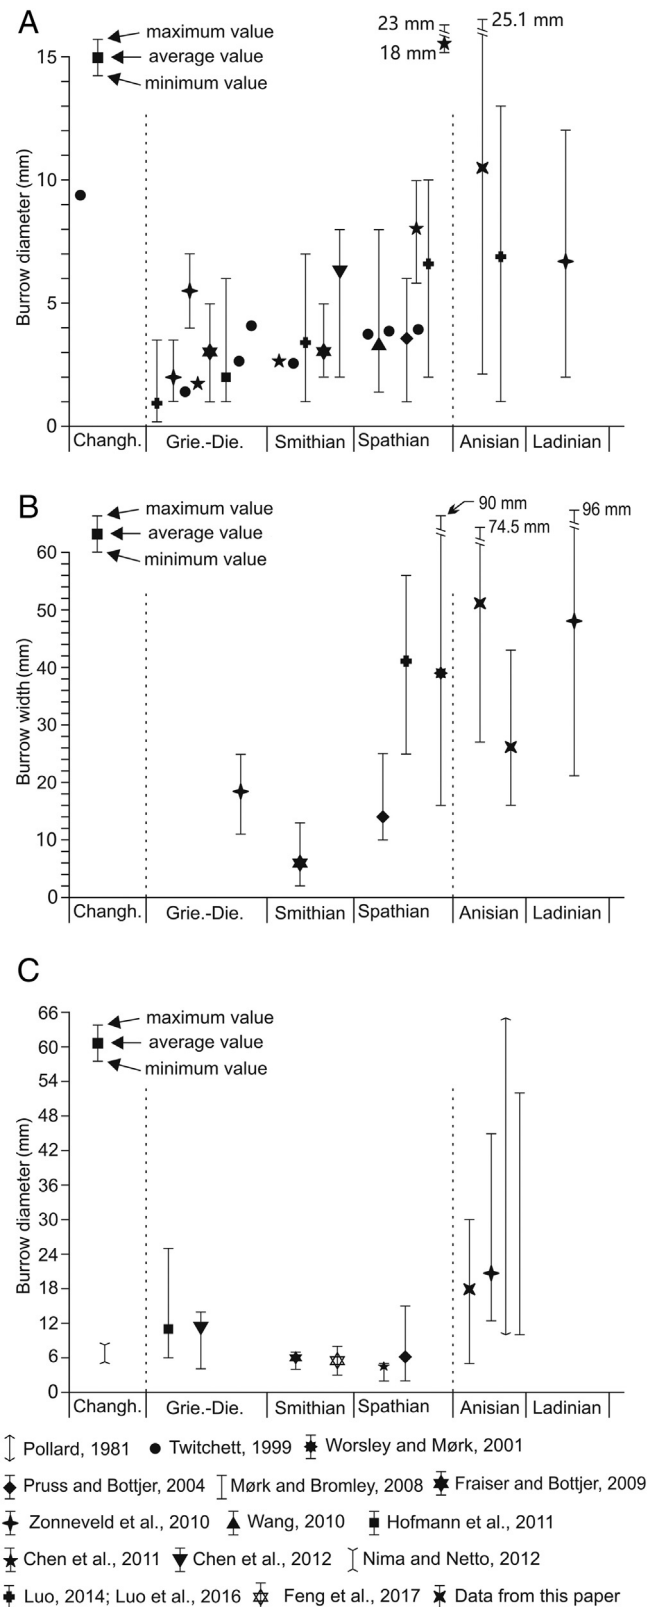 A
maximum value
average value
minimum value
23 mm
18 mm
25.1 mm
15
10
5
0
Burrow diameter (mm)
Changh.
Grie.-Die.
Smithian
Spathian
Anisian
Ladinian
B
maximum value
average value
minimum value
90 mm
74.5 mm
96 mm
60
50
40
30
20
10
0
Burrow width (mm)
Changh.
Grie.-Die.
Smithian
Spathian
Anisian
Ladinian
C
maximum value
average value
minimum value
66
60
54
48
42
36
30
24
18
12
6
0
Burrow diameter (mm)
Changh.
Grie.-Die.
Smithian
Spathian
Anisian
Ladinian
Pollard, 1981 Twitchett, 1999 Worsley and Mørk, 2001
Pruss and Bottjer, 2004 Mørk and Bromley, 2008 Fraiser and Bottjer, 2009
Zonneveld et al., 2010 Wang, 2010 Hofmann et al., 2011
Chen et al., 2011 Chen et al., 2012 Nima and Netto, 2012
Luo, 2014; Luo et al., 2016 Feng et al., 2017 Data from this paper